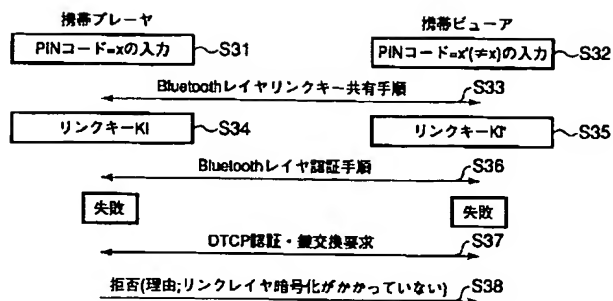 携帯プレーヤ 携帯ビューア
PINコード=xの入力 S31 PINコード=x'(≠x)の入力 S32
Bluetoothレイヤリンクキー共有手順 S33
リンクキーKl S34 リンクキーKl' S35
Bluetoothレイヤ認証手順 S36
失敗 失敗
DTCP認証・鍵交換要求 S37
拒否(理由;リンクレイヤ暗号化がかかっていない) S38